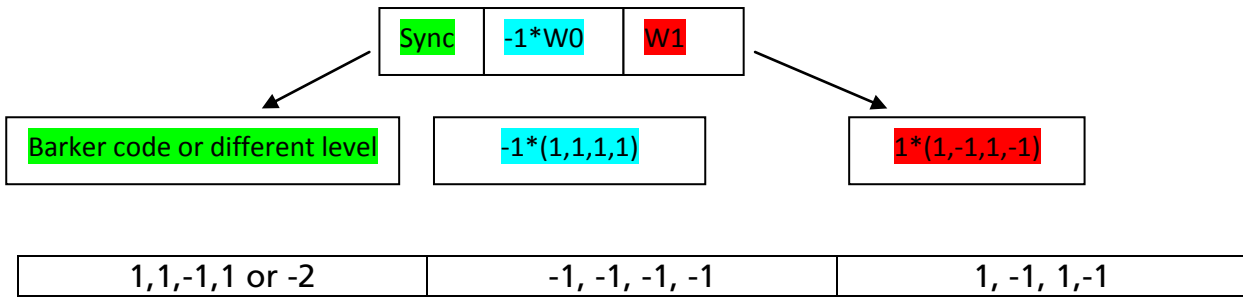 Sync -1*W0 W1
Barker code or different level -1*(1,1,1,1) 1*(1,-1,1,-1)
1,1,-1,1 or -2 -1, -1, -1, -1 1, -1, 1,-1